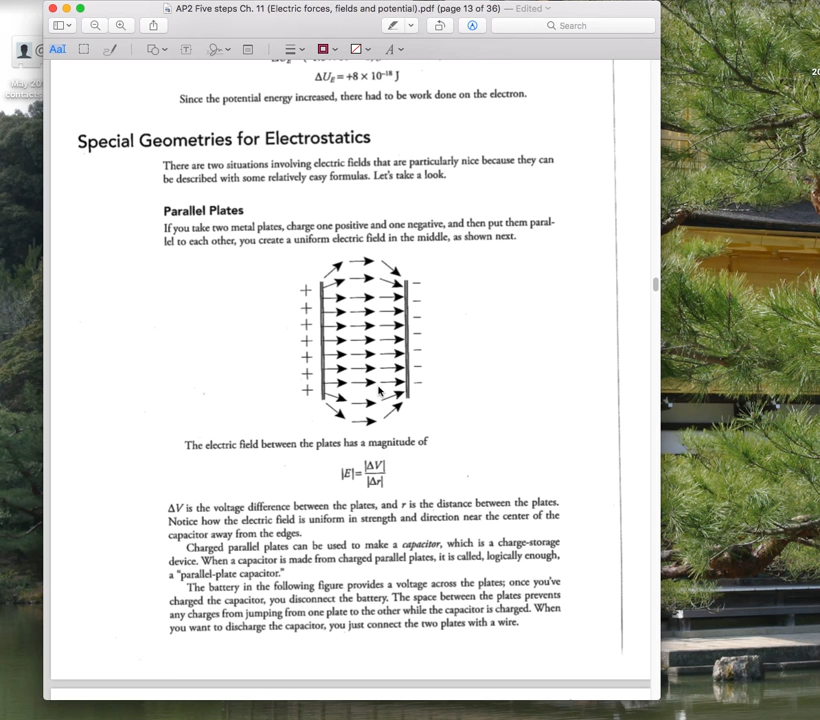 AP2 Five steps Ch. 11 (Electric forces, fields and potential).pdf (page 13 of 36) — Edited
Search
AaI
A
20
@
May 20
contacts
ΔU_E = +8 × 10⁻¹⁸ J
Since the potential energy increased, there had to be work done on the electron.
Special Geometries for Electrostatics
There are two situations involving electric fields that are particularly nice because they can
be described with some relatively easy formulas. Let's take a look.
Parallel Plates
If you take two metal plates, charge one positive and one negative, and then put them paral-
lel to each other, you create a uniform electric field in the middle, as shown next.
+ −
+ −
+ −
+ −
+ −
+ −
+
The electric field between the plates has a magnitude of
|E| = |ΔV| / |Δr|
ΔV is the voltage difference between the plates, and r is the distance between the plates.
Notice how the electric field is uniform in strength and direction near the center of the
capacitor away from the edges.
Charged parallel plates can be used to make a capacitor, which is a charge-storage
device. When a capacitor is made from charged parallel plates, it is called, logically enough,
a "parallel-plate capacitor."
The battery in the following figure provides a voltage across the plates; once you've
charged the capacitor, you disconnect the battery. The space between the plates prevents
any charges from jumping from one plate to the other while the capacitor is charged. When
you want to discharge the capacitor, you just connect the two plates with a wire.